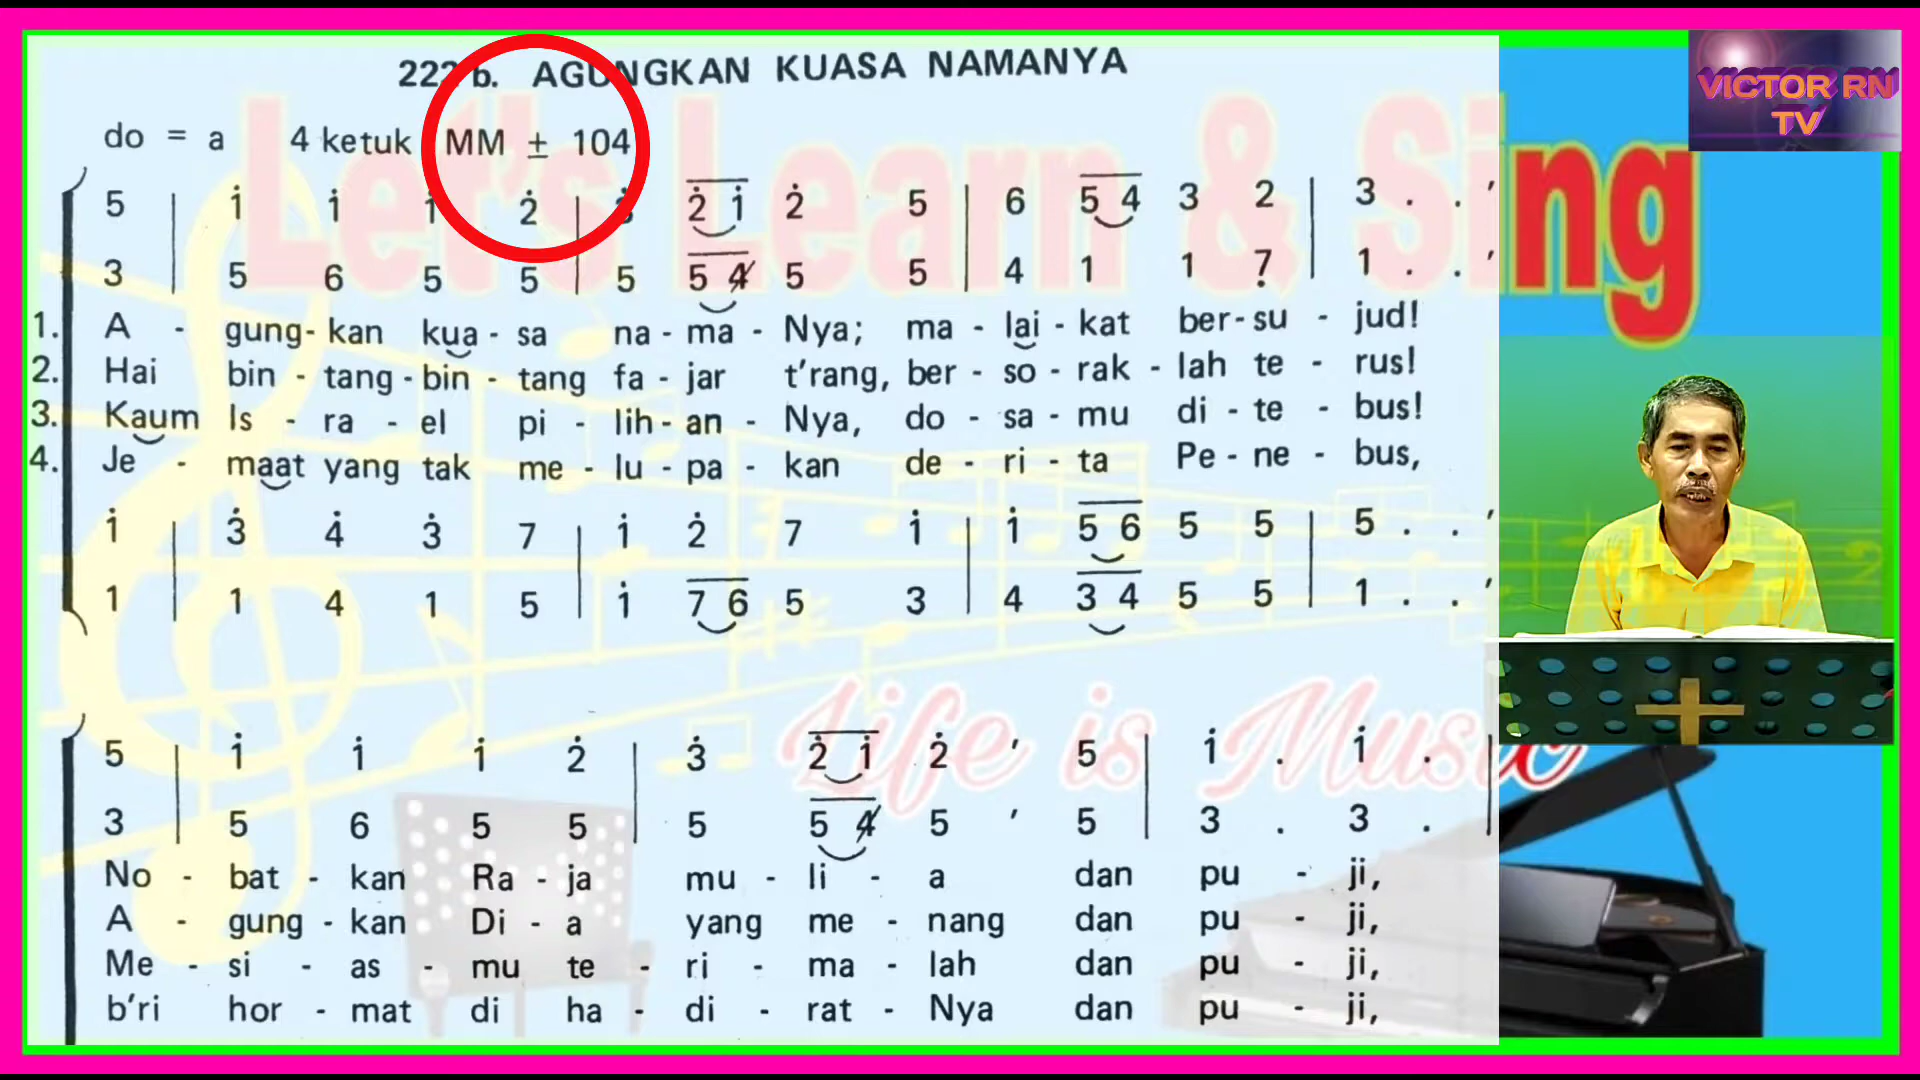 222 b. AGUNGKAN KUASA NAMANYA
VICTOR RN
TV
do = a 4 ketuk MM ± 104
Let's Learn & Sing
5 | i i i 2̇ | 3̇ 2̇ i 2̇ 5 | 6 5 4 3 2 | 3 . . ’
3 | 5 6 5 5 | 5 5 4̸ 5 5 | 4 1 1 7̣ | 1 . . ’
1. A - gung- kan kua - sa na - ma - Nya; ma - lai - kat ber- su - jud!
2. Hai bin - tang - bin - tang fa - jar t’rang, ber - so - rak - lah te - rus!
3. Kaum Is - ra - el pi - lih - an - Nya, do - sa - mu di - te - bus!
4. Je - maat yang tak me - lu - pa - kan de - ri - ta Pe - ne - bus,
i | 3̇ 4̇ 3̇ 7 | i 2̇ 7 i | i 5 6 5 5 | 5 . . ’
1 | 1 4 1 5 | i 7 6 5 3 | 4 3 4 5 5 | 1 . . ’
Life is Music
5 | i i i 2̇ | 3̇ 2̇ i 2̇ ’ 5 | i . i . |
3 | 5 6 5 5 | 5 5 4̸ 5 ’ 5 | 3 . 3 . |
No - bat - kan Ra - ja mu - li - a dan pu - ji,
A - gung - kan Di - a yang me - nang dan pu - ji,
Me - si - as - mu te - ri - ma - lah dan pu - ji,
b’ri hor - mat di ha - di - rat - Nya dan pu - ji,